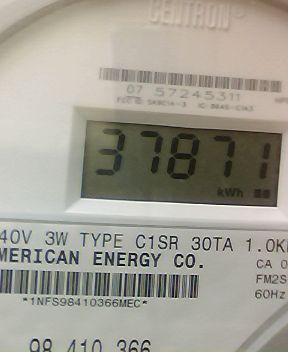 CENTRON®
07 57245311
37871
kWh
40V 3W TYPE C1SR 30TA 1.0K
MERICAN ENERGY CO.
CA 0
FM2S
60Hz
*1NFS98410366MEC*
98 410 366